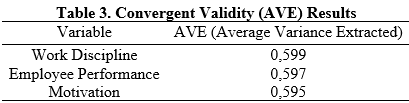 Table 3. Convergent Validity (AVE) Results
Variable AVE (Average Variance Extracted)
Work Discipline 0,599
Employee Performance 0,597
Motivation 0,595